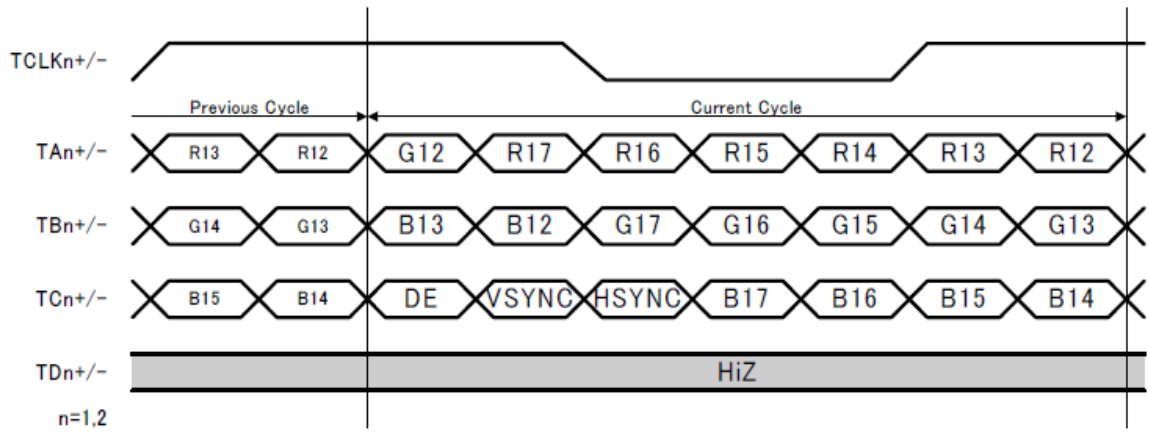 TCLKn+/-
Previous Cycle Current Cycle
TAn+/- R13 R12 G12 R17 R16 R15 R14 R13 R12
TBn+/- G14 G13 B13 B12 G17 G16 G15 G14 G13
TCn+/- B15 B14 DE VSYNC HSYNC B17 B16 B15 B14
TDn+/- HiZ
n=1,2